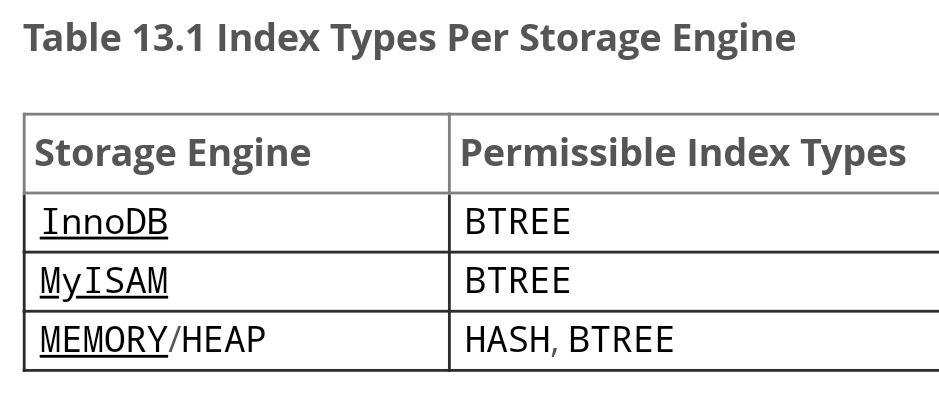 Table 13.1 Index Types Per Storage Engine
Storage Engine Permissible Index Types
InnoDB BTREE
MyISAM BTREE
MEMORY/HEAP HASH, BTREE